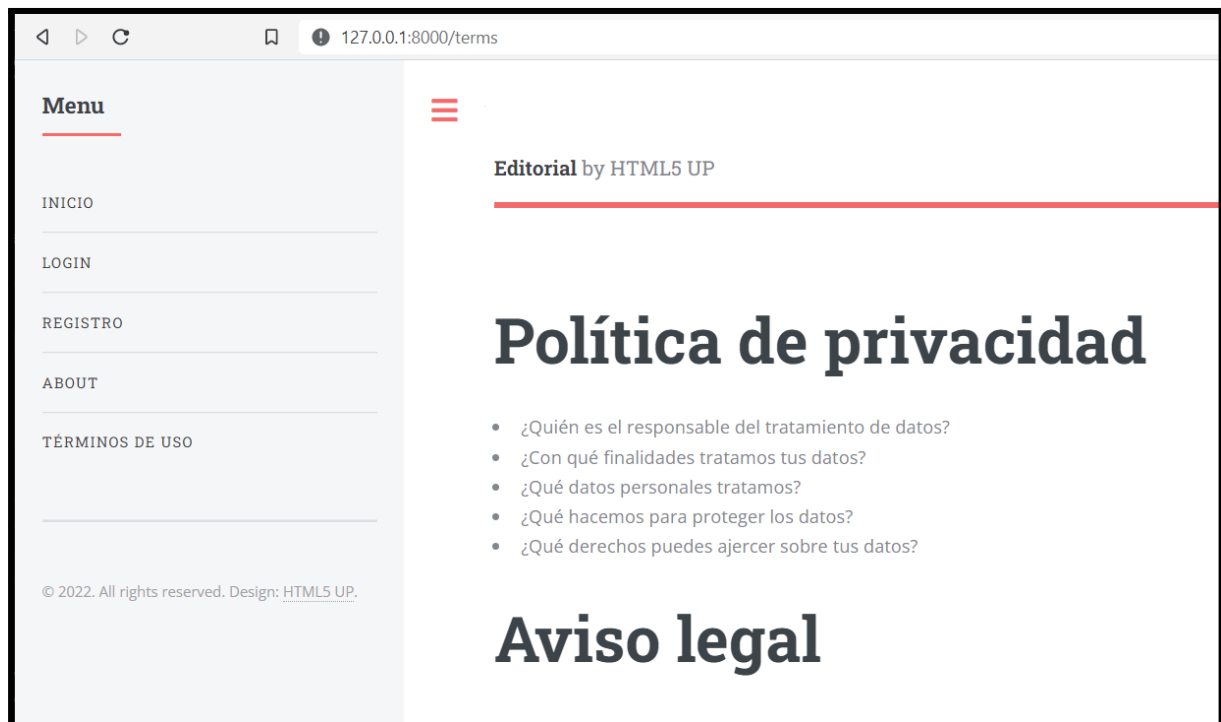 127.0.0.1:8000/terms
Menu
INICIO
LOGIN
REGISTRO
ABOUT
TÉRMINOS DE USO
© 2022. All rights reserved. Design: HTML5 UP.
Editorial by HTML5 UP
Política de privacidad
¿Quién es el responsable del tratamiento de datos?
¿Con qué finalidades tratamos tus datos?
¿Qué datos personales tratamos?
¿Qué hacemos para proteger los datos?
¿Qué derechos puedes ajercer sobre tus datos?
Aviso legal